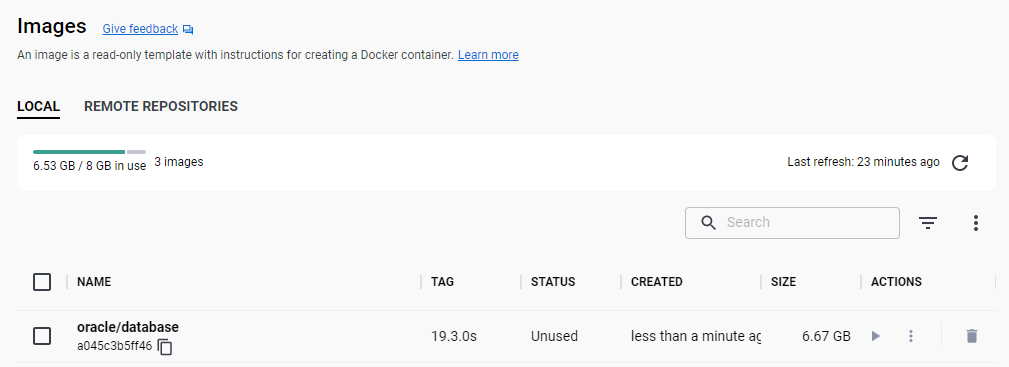 Images Give feedback
An image is a read-only template with instructions for creating a Docker container. Learn more
LOCAL REMOTE REPOSITORIES
6.53 GB / 8 GB in use 3 images Last refresh: 23 minutes ago
Search
NAME TAG STATUS CREATED SIZE ACTIONS
oracle/database 19.3.0s Unused less than a minute ag 6.67 GB
a045c3b5ff46